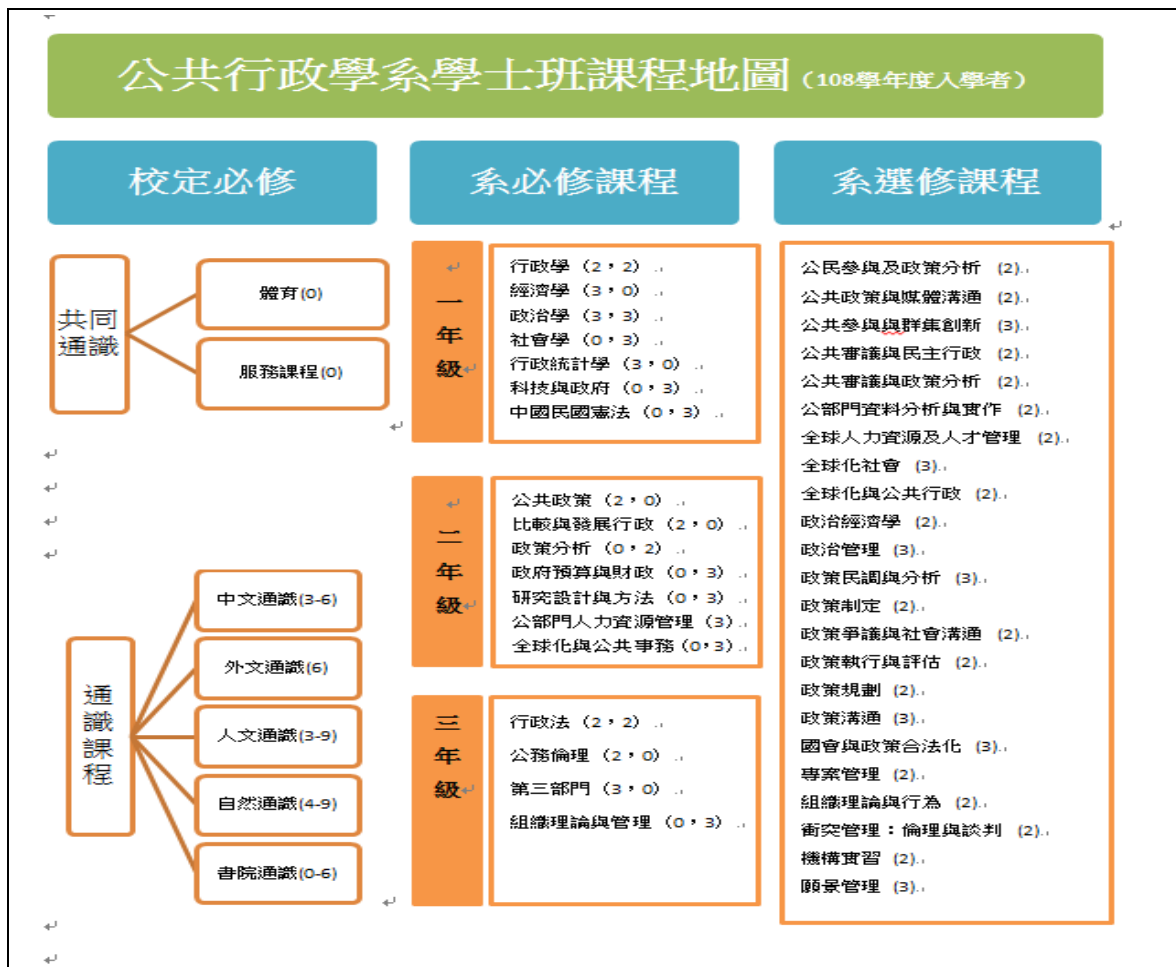 公共行政學系學士班課程地圖（108學年度入學者）
校定必修
系必修課程
系選修課程
共同
通識
體育(0)
服務課程(0)
通
識
課
程
中文通識(3-6)
外文通識(6)
人文通識(3-9)
自然通識(4-9)
書院通識(0-6)
一
年
級
行政學（2，2）
經濟學（3，0）
政治學（3，3）
社會學（0，3）
行政統計學（3，0）
科技與政府（0，3）
中國民國憲法（0，3）
二
年
級
公共政策（2，0）
比較與發展行政（2，0）
政策分析（0，2）
政府預算與財政（0，3）
研究設計與方法（0，3）
公部門人力資源管理（3）
全球化與公共事務（0，3）
三
年
級
行政法（2，2）
公務倫理（2，0）
第三部門（3，0）
組織理論與管理（0，3）
公民參與及政策分析 (2)
公共政策與媒體溝通 (2)
公共參與與群集創新 (3)
公共審議與民主行政 (2)
公共審議與政策分析 (2)
公部門資料分析與實作 (2)
全球人力資源及人才管理 (2)
全球化社會 (3)
全球化與公共行政 (2)
政治經濟學 (2)
政治管理 (3)
政策民調與分析 (3)
政策制定 (2)
政策爭議與社會溝通 (2)
政策執行與評估 (2)
政策規劃 (2)
政策溝通 (3)
國會與政策合法化 (3)
專案管理 (2)
組織理論與行為 (2)
衝突管理：倫理與談判 (2)
機構實習 (2)
願景管理 (3)